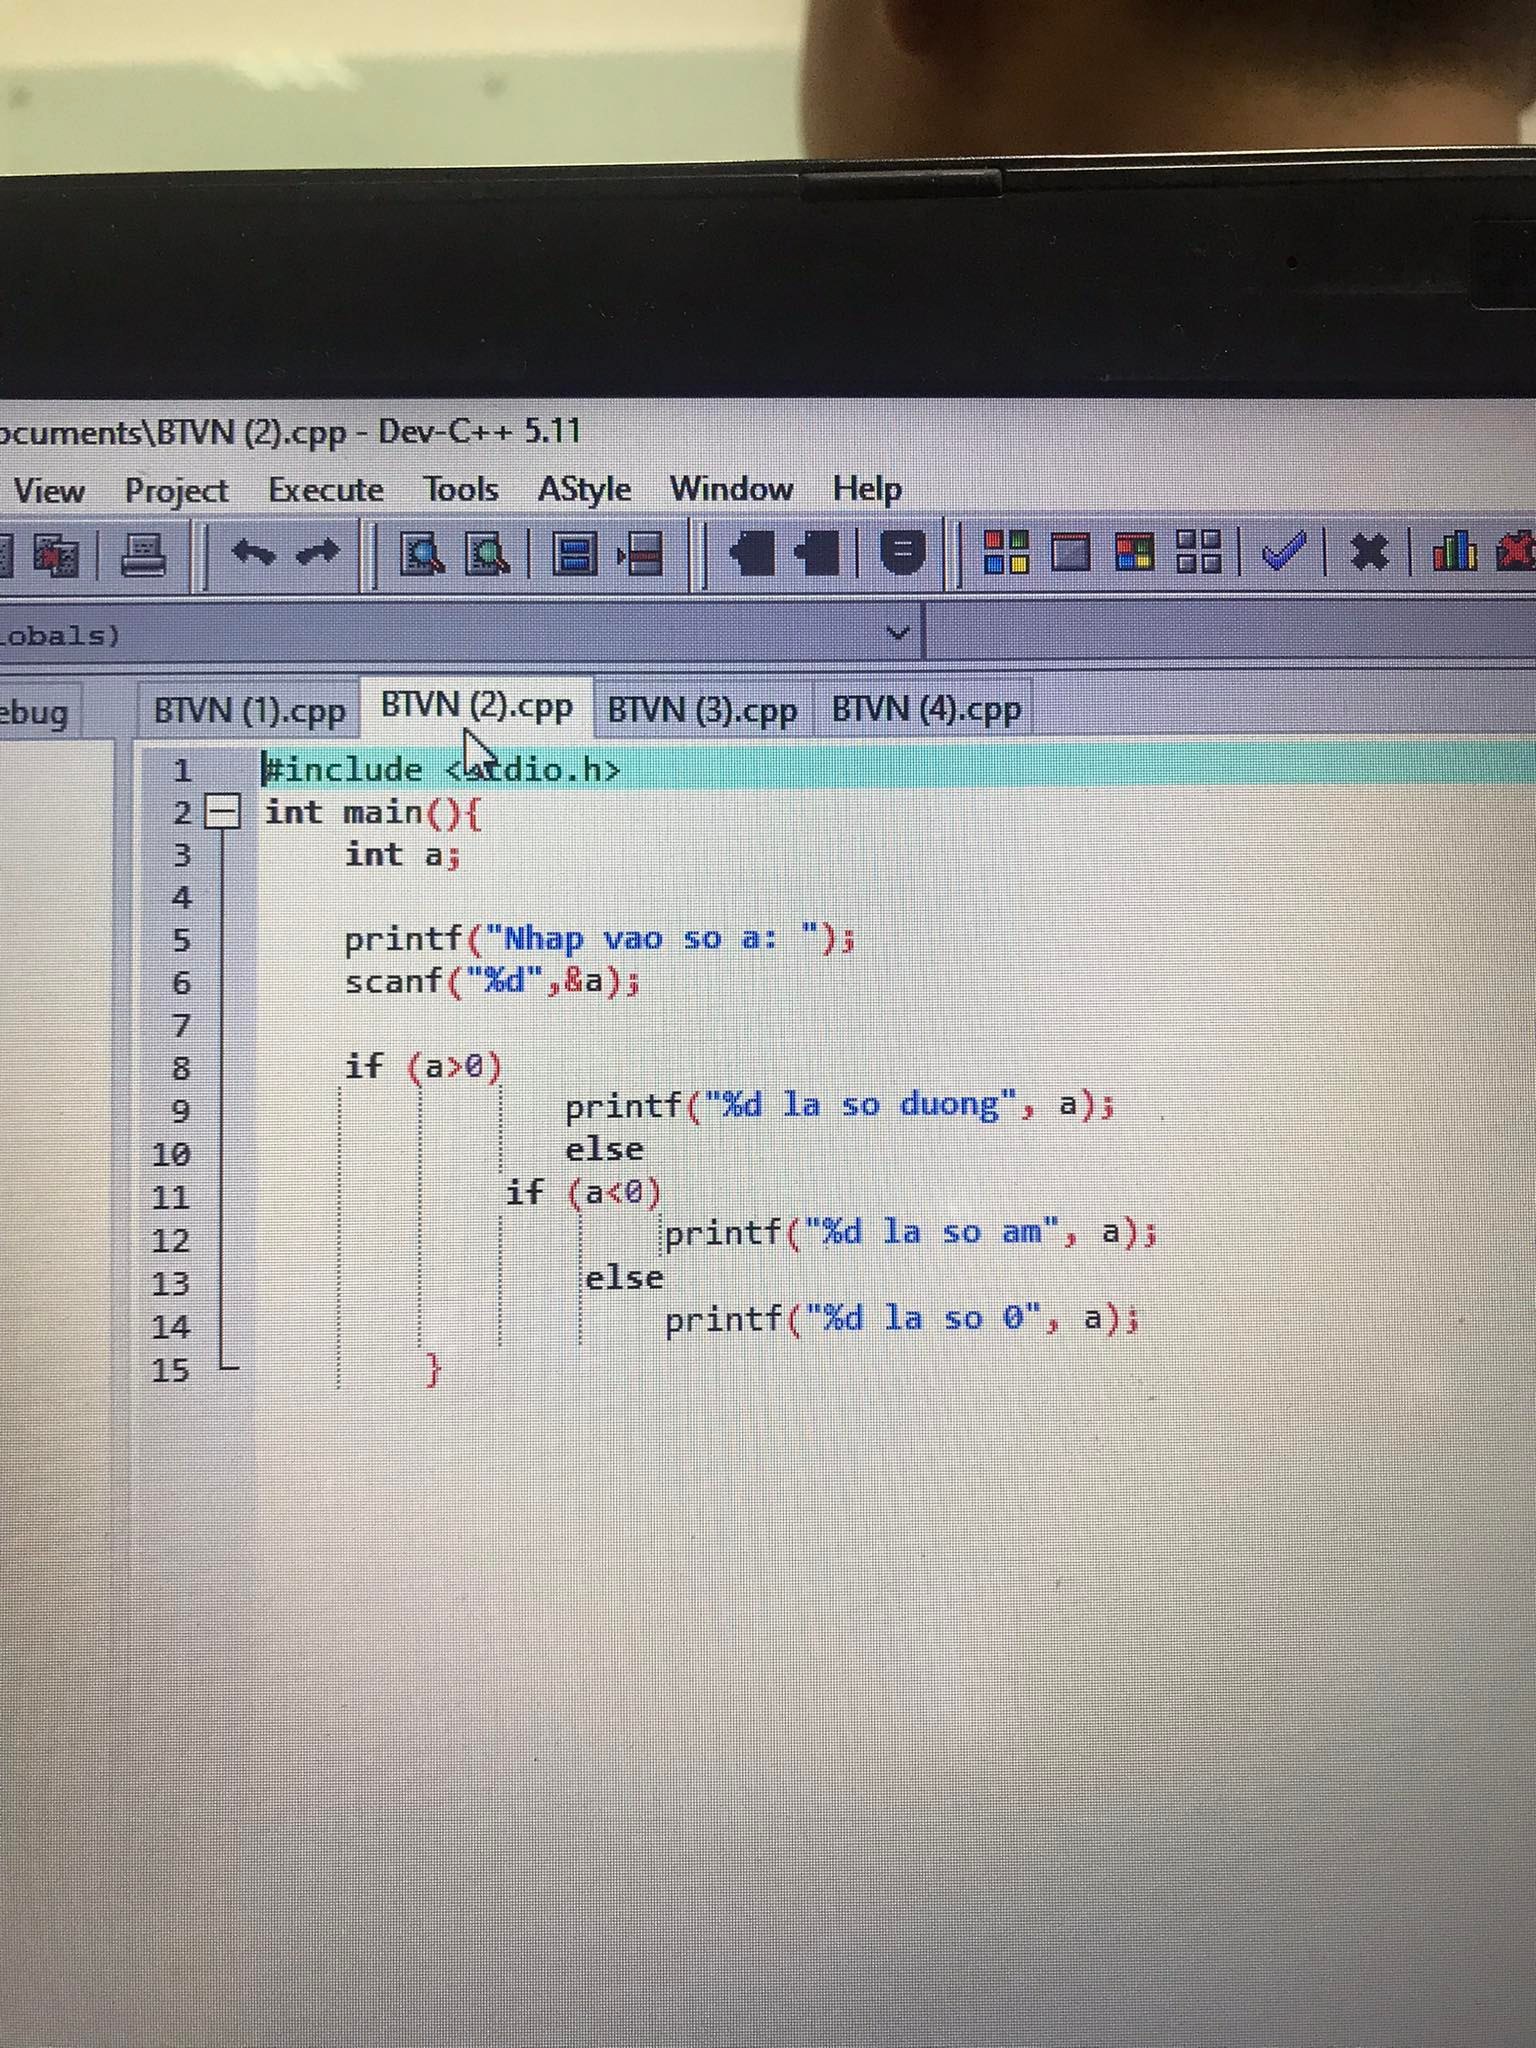 ocuments\BTVN (2).cpp - Dev-C++ 5.11
View Project Execute Tools AStyle Window Help
lobals)
ebug BTVN (1).cpp BTVN (2).cpp BTVN (3).cpp BTVN (4).cpp
1 #include <stdio.h>
2 int main(){
3 int a;
4
5 printf("Nhap vao so a: ");
6 scanf("%d",&a);
7
8 if (a>0)
9 printf("%d la so duong", a);
10 else
11 if (a<0)
12 printf("%d la so am", a);
13 else
14 printf("%d la so 0", a);
15 }